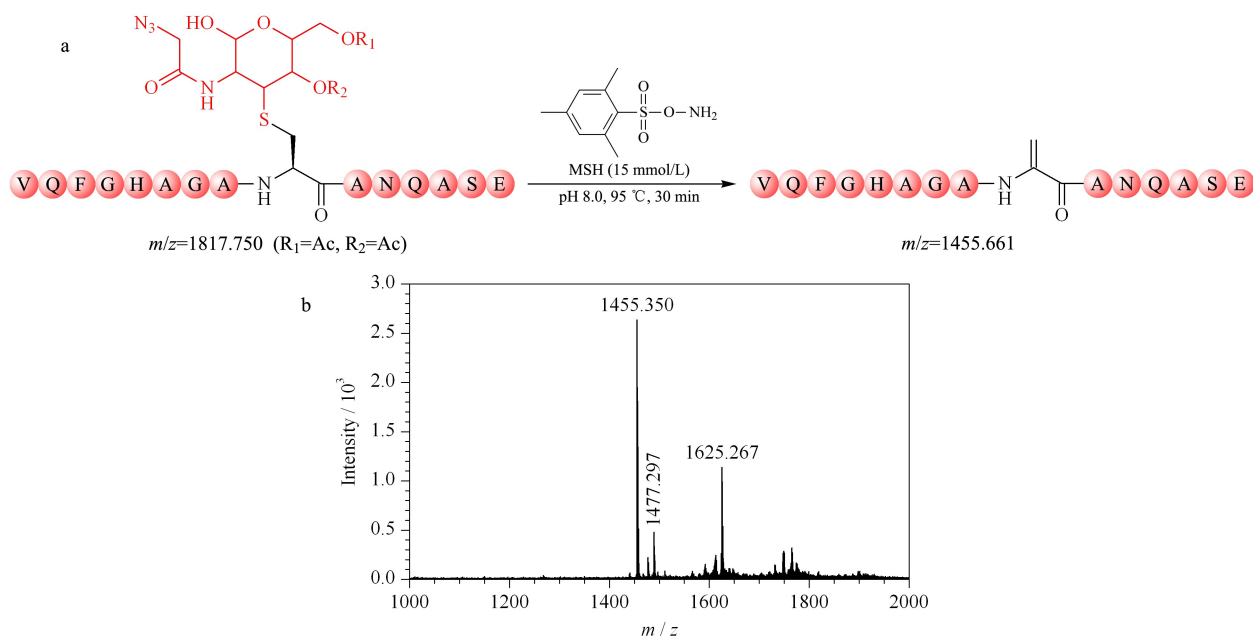 a
N₃
HO
O
OR₁
O
N
H
OR₂
S
O
S
O
O
NH₂
MSH (15 mmol/L)
pH 8.0, 95 ℃, 30 min
V Q F G H A G A N H O A N Q A S E
V Q F G H A G A N H O A N Q A S E
m/z=1817.750 (R₁=Ac, R₂=Ac)
m/z=1455.661
b
3.0
2.5
2.0
1.5
1.0
0.5
0.0
Intensity / 10³
1455.350
1477.297
1625.267
1000 1200 1400 1600 1800 2000
m / z